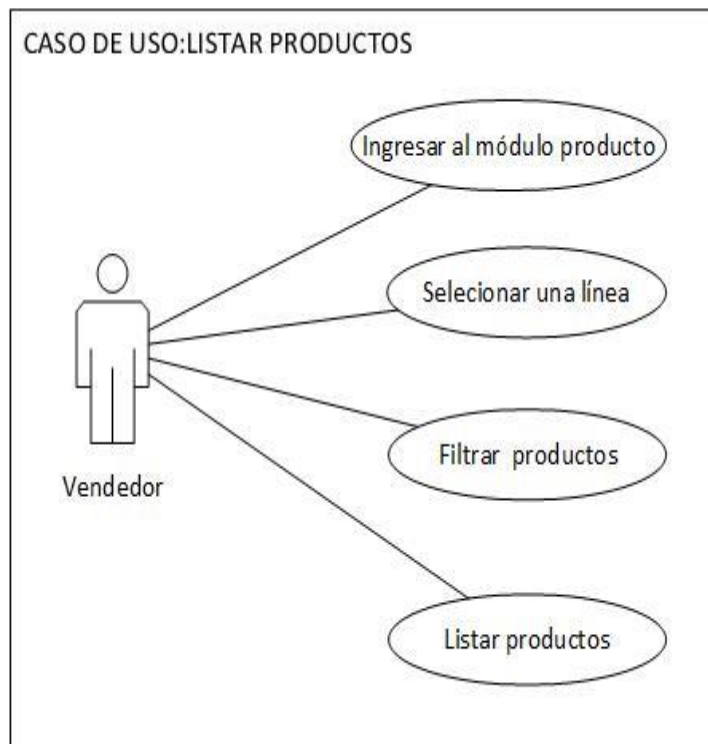 CASO DE USO:LISTAR PRODUCTOS
Ingresar al módulo producto
Selecionar una línea
Filtrar productos
Vendedor
Listar productos